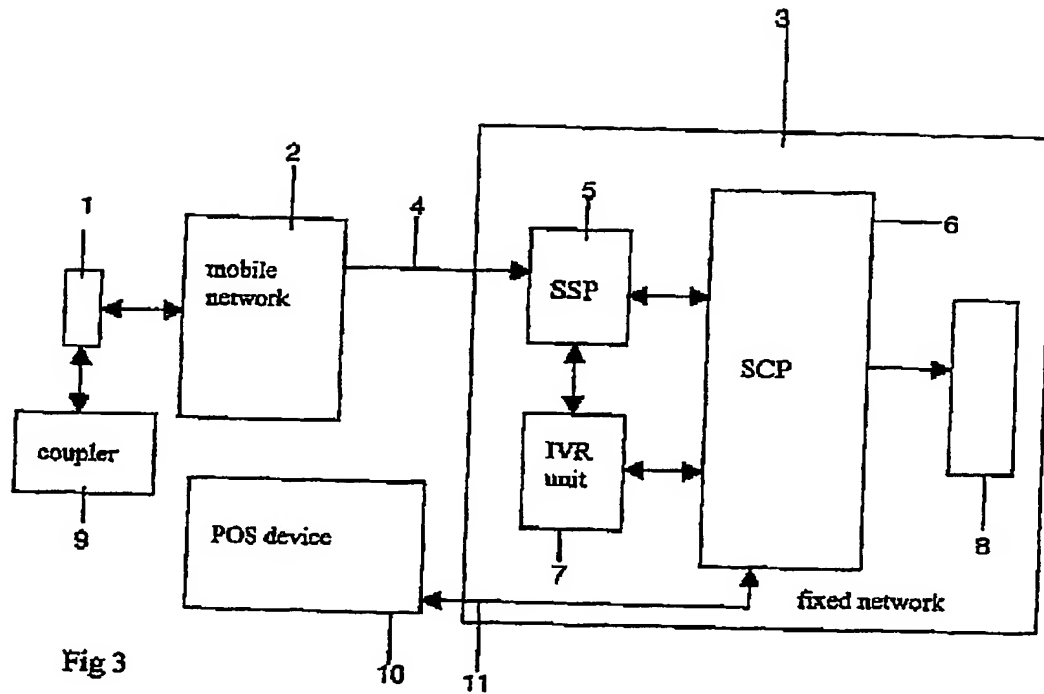 3
2
1
4
5
6
mobile
network
SSP
SCP
coupler
IVR
unit
POS device
9
7
8
fixed network
Fig 3
10
11